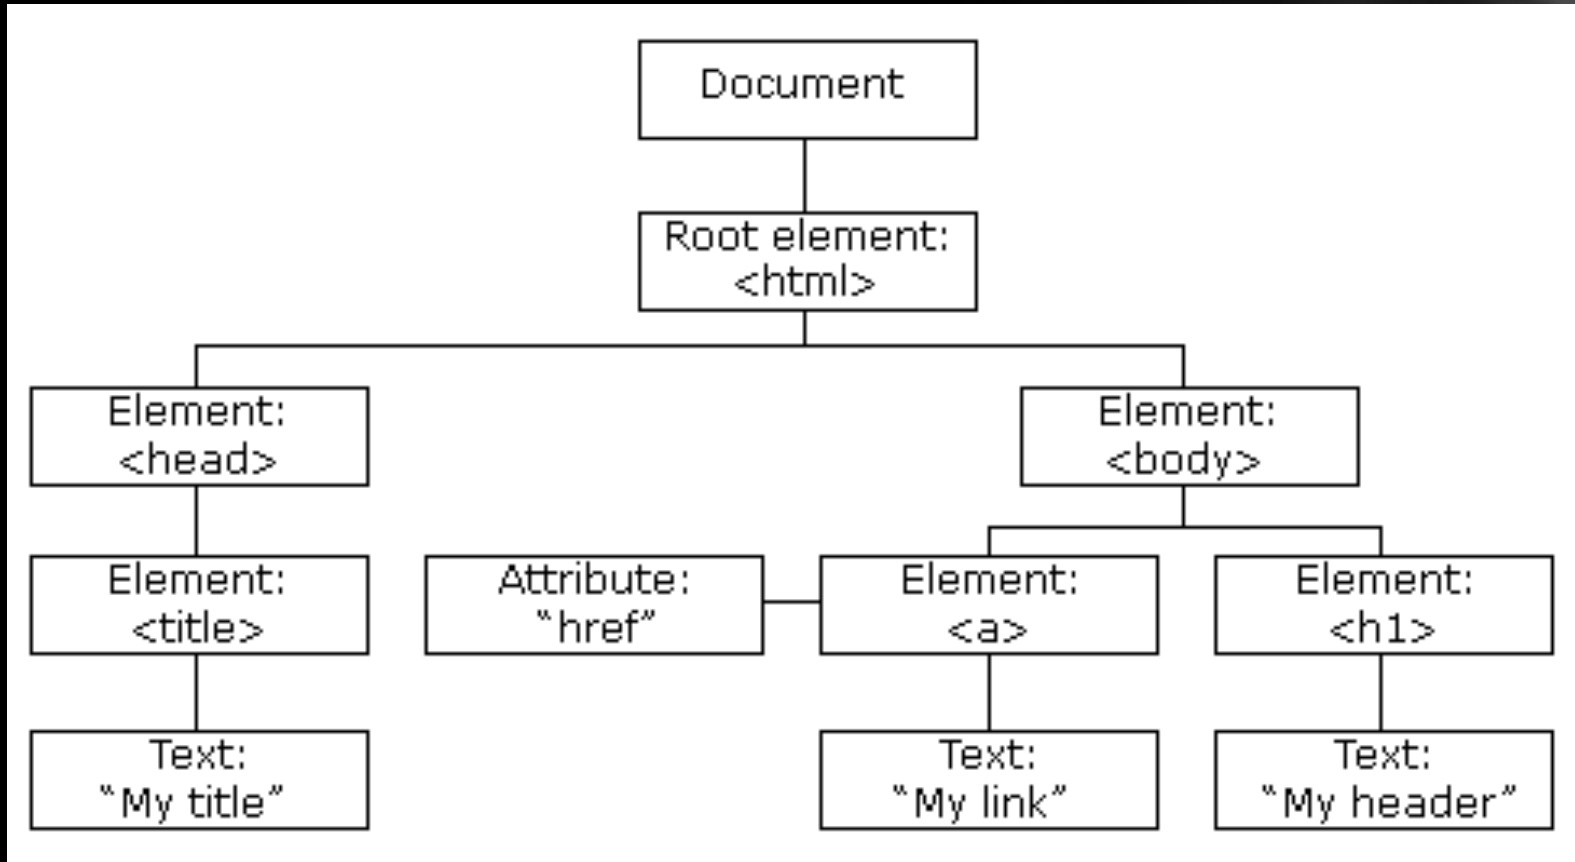 Document
Root element:
<html>
Element:
<head>
Element:
<body>
Element:
<title>
Attribute:
“href”
Element:
<a>
Element:
<h1>
Text:
“My title”
Text:
“My link”
Text:
“My header”